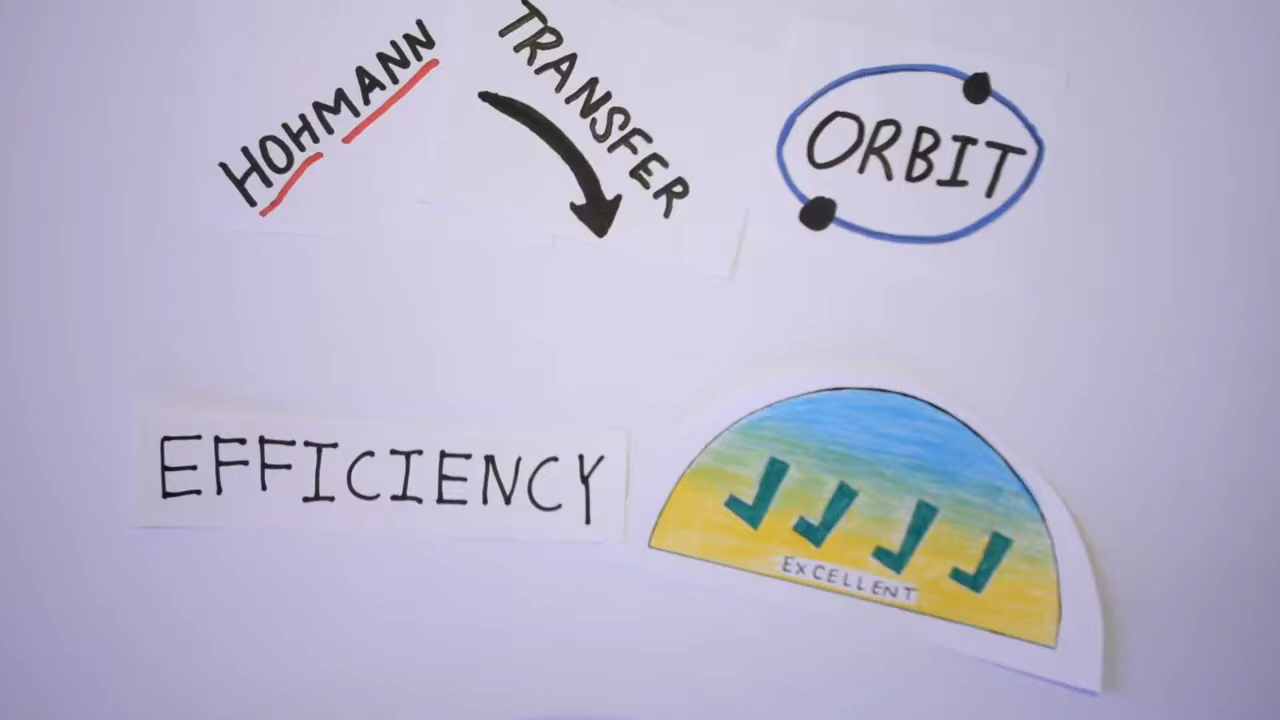 HOHMANN
TRANSFER
ORBIT
EFFICIENCY
EXCELLENT